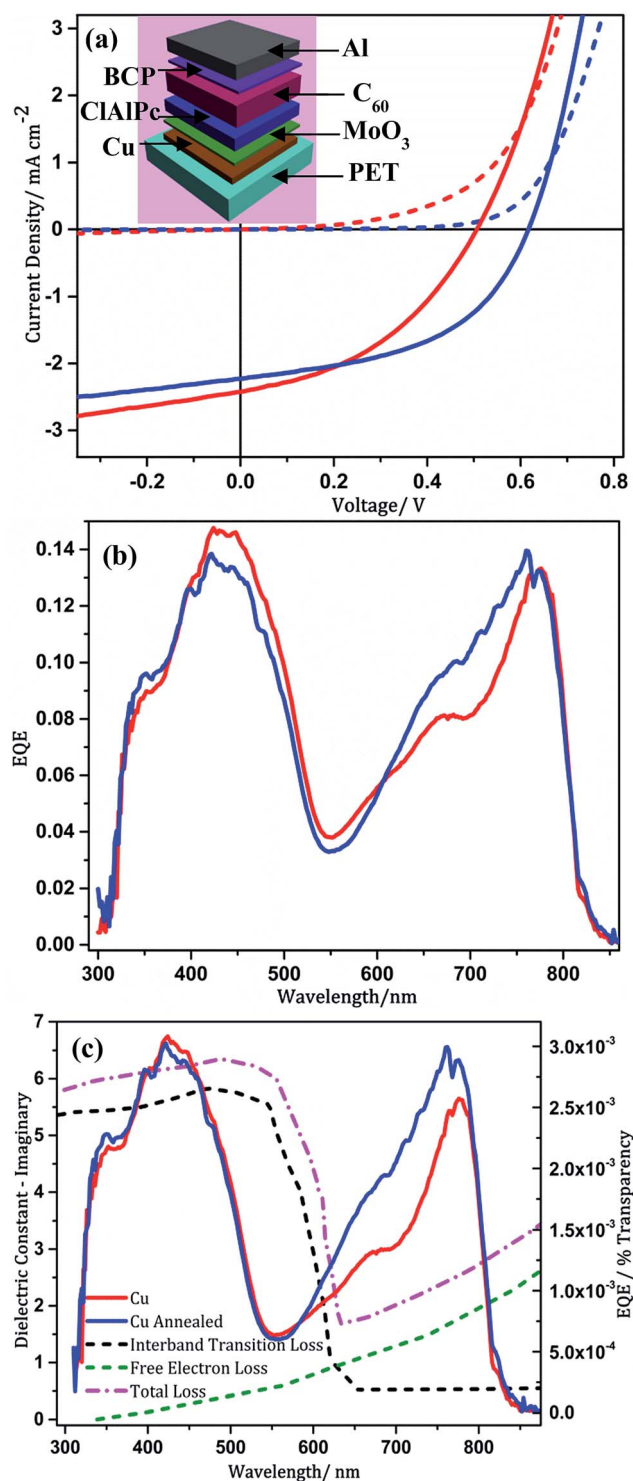 (a)
Al
BCP
C60
ClAlPc
MoO3
Cu
PET
Current Density/ mA cm-2
3
2
1
0
-1
-2
-3
-0.2 0.0 0.2 0.4 0.6 0.8
Voltage/ V
(b)
EQE
0.14
0.12
0.10
0.08
0.06
0.04
0.02
0.00
300 400 500 600 700 800
Wavelength/nm
(c)
Dielectric Constant - Imaginary
7
6
5
4
3
2
1
0
Cu
Cu Annealed
Interband Transition Loss
Free Electron Loss
Total Loss
3.0x10-3
2.5x10-3
2.0x10-3
1.5x10-3
1.0x10-3
5.0x10-4
0.0
EQE / % Transparency
300 400 500 600 700 800
Wavelength/nm